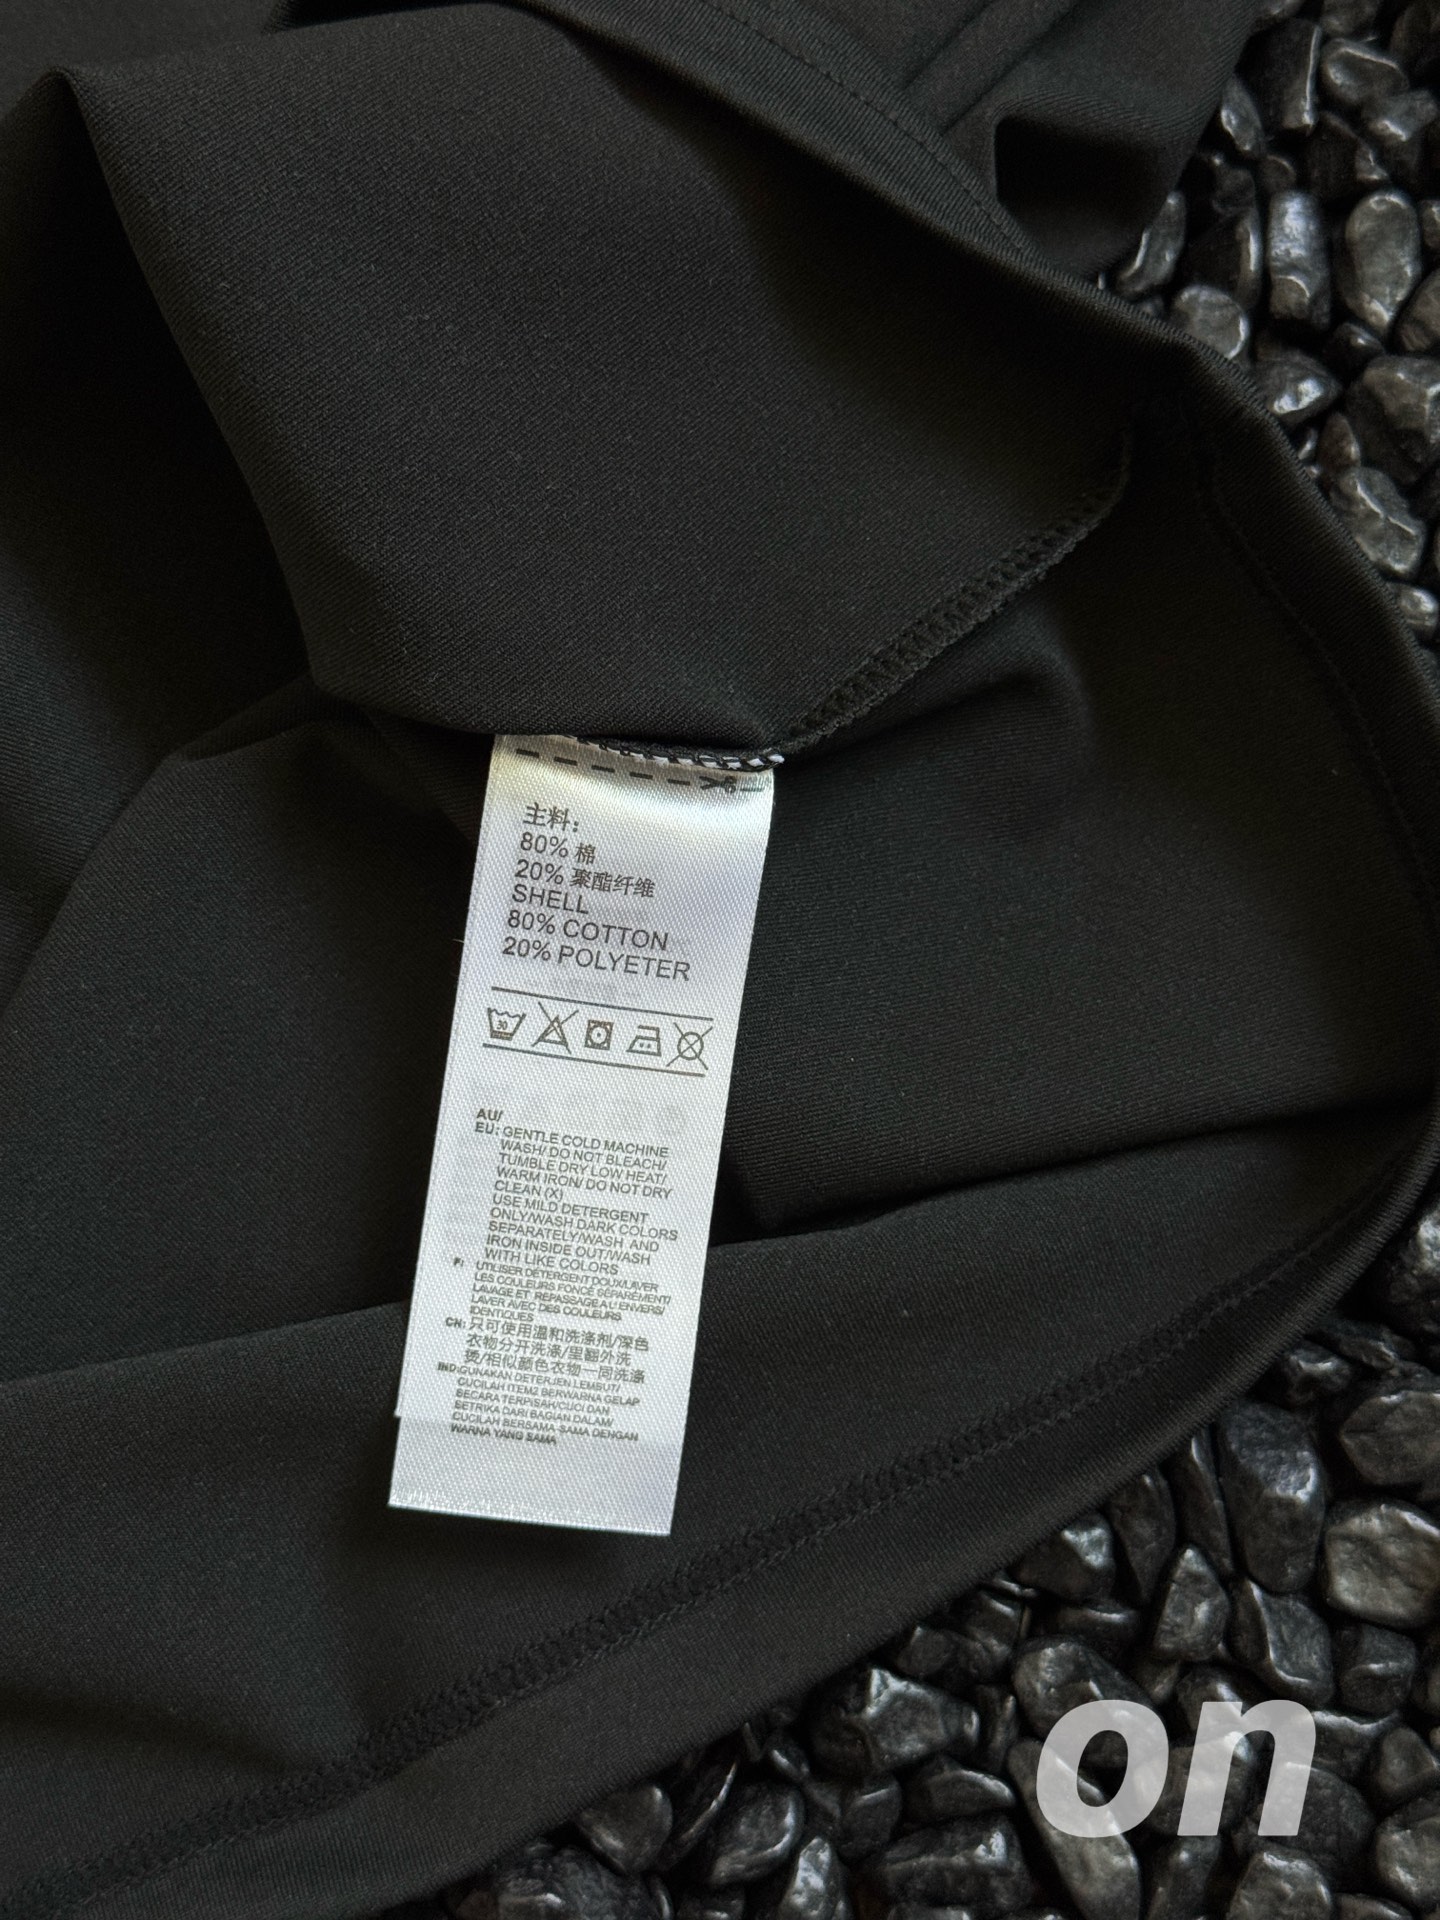 主料:
80% 棉
20% 聚酯纤维
SHELL
80% COTTON
20% POLYETER
30
AU/
EU: GENTLE COLD MACHINE
WASH/ DO NOT BLEACH/
TUMBLE DRY LOW HEAT/
WARM IRON/ DO NOT DRY
CLEAN (X)
USE MILD DETERGENT
ONLY/WASH DARK COLORS
SEPARATELY/WASH AND
IRON INSIDE OUT/WASH
WITH LIKE COLORS
F: UTILISER DÉTERGENT DOUX/LAVER
LES COULEURS FONCÉ SÉPARÉMENT/
LAVAGE ET REPASSAGE A L'ENVERS/
LAVER AVEC DES COULEURS
IDENTIQUES
CN: 只可使用温和洗涤剂/深色
衣物分开洗涤/里翻外洗
烫/相似颜色衣物一同洗涤
IND:GUNAKAN DETERJEN LEMBUT/
CUCILAH ITEM2 BERWARNA GELAP
SECARA TERPISAH/CUCI DAN
SETRIKA DARI BAGIAN DALAM/
CUCILAH BERSAMA-SAMA DENGAN
WARNA YANG SAMA
on